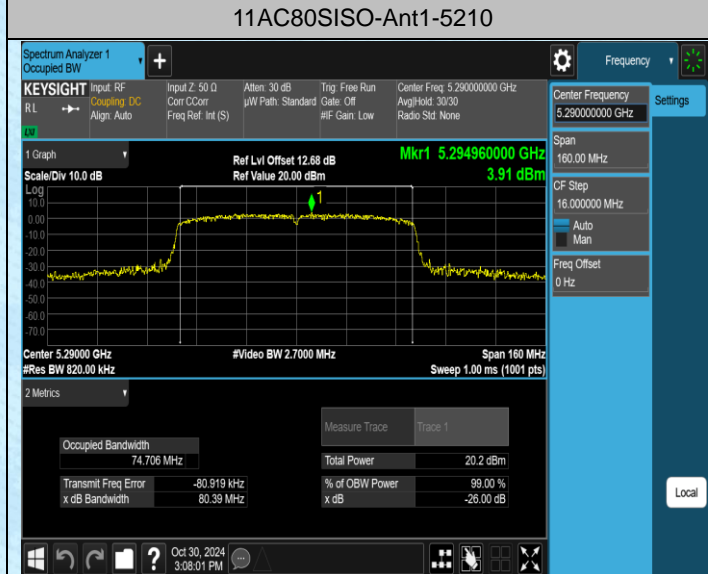 11AC80SISO-Ant1-5210
Spectrum Analyzer 1
Occupied BW
Frequency
KEYSIGHT
R L
Input: RF
Coupling: DC
Align: Auto
Input Z: 50 Ω
Corr CCorr
Freq Ref: Int (S)
Atten: 30 dB
µW Path: Standard
Trig: Free Run
Gate: Off
#IF Gain: Low
Center Freq: 5.290000000 GHz
Avg|Hold: 30/30
Radio Std: None
LXI
Center Frequency
5.290000000 GHz
Settings
Span
160.00 MHz
CF Step
16.000000 MHz
Auto
Man
Freq Offset
0 Hz
1 Graph
Scale/Div 10.0 dB
Ref Lvl Offset 12.68 dB
Ref Value 20.00 dBm
Mkr1 5.294960000 GHz
3.91 dBm
Log
10.0
0.00
-10.0
-20.0
-30.0
-40.0
-50.0
-60.0
-70.0
1
Center 5.29000 GHz
#Res BW 820.00 kHz
#Video BW 2.7000 MHz
Span 160 MHz
Sweep 1.00 ms (1001 pts)
2 Metrics
Measure Trace
Trace 1
Occupied Bandwidth
74.706 MHz
Total Power
20.2 dBm
Transmit Freq Error
-80.919 kHz
% of OBW Power
99.00 %
x dB Bandwidth
80.39 MHz
x dB
-26.00 dB
Local
?
Oct 30, 2024
3:08:01 PM